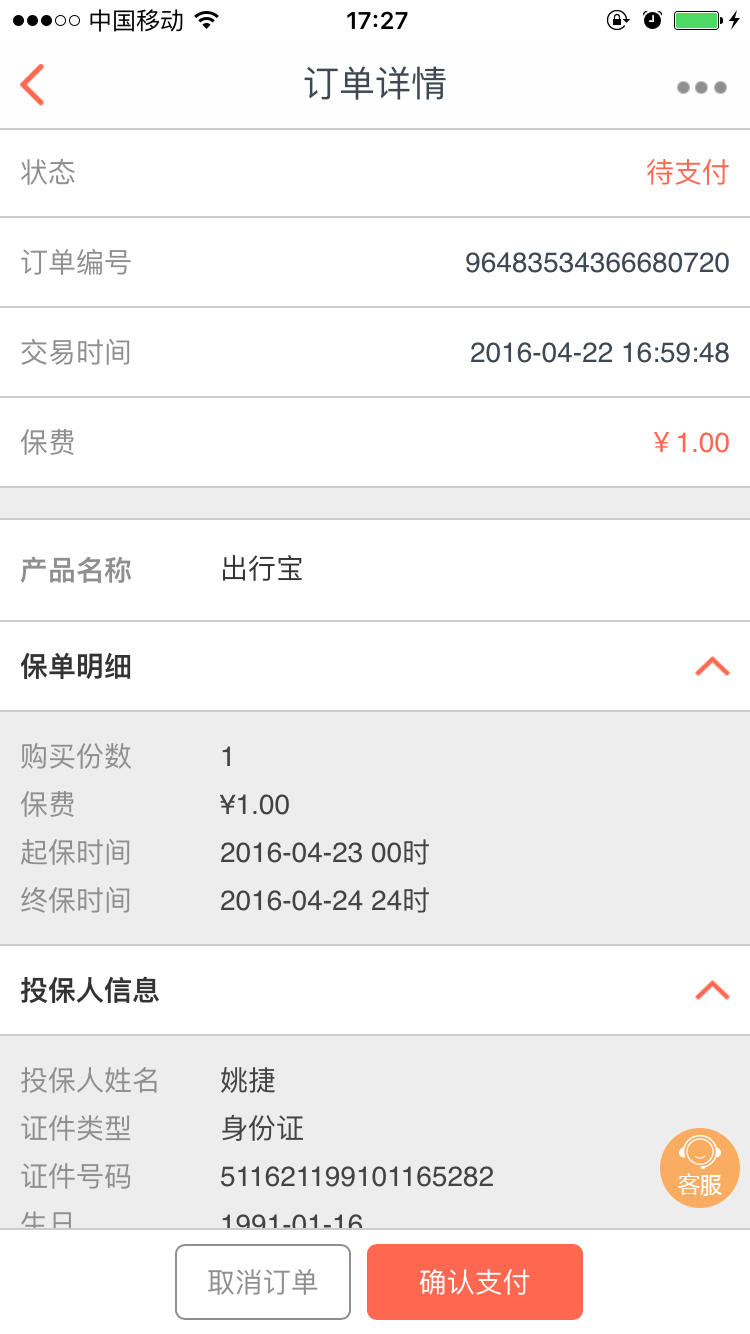 中国移动 17:27
订单详情
状态 待支付
订单编号 96483534366680720
交易时间 2016-04-22 16:59:48
保费 ¥ 1.00
产品名称 出行宝
保单明细
购买份数 1
保费 ¥1.00
起保时间 2016-04-23 00时
终保时间 2016-04-24 24时
投保人信息
投保人姓名 姚捷
证件类型 身份证
证件号码 511621199101165282
生日 1991-01-16
客服
取消订单 确认支付